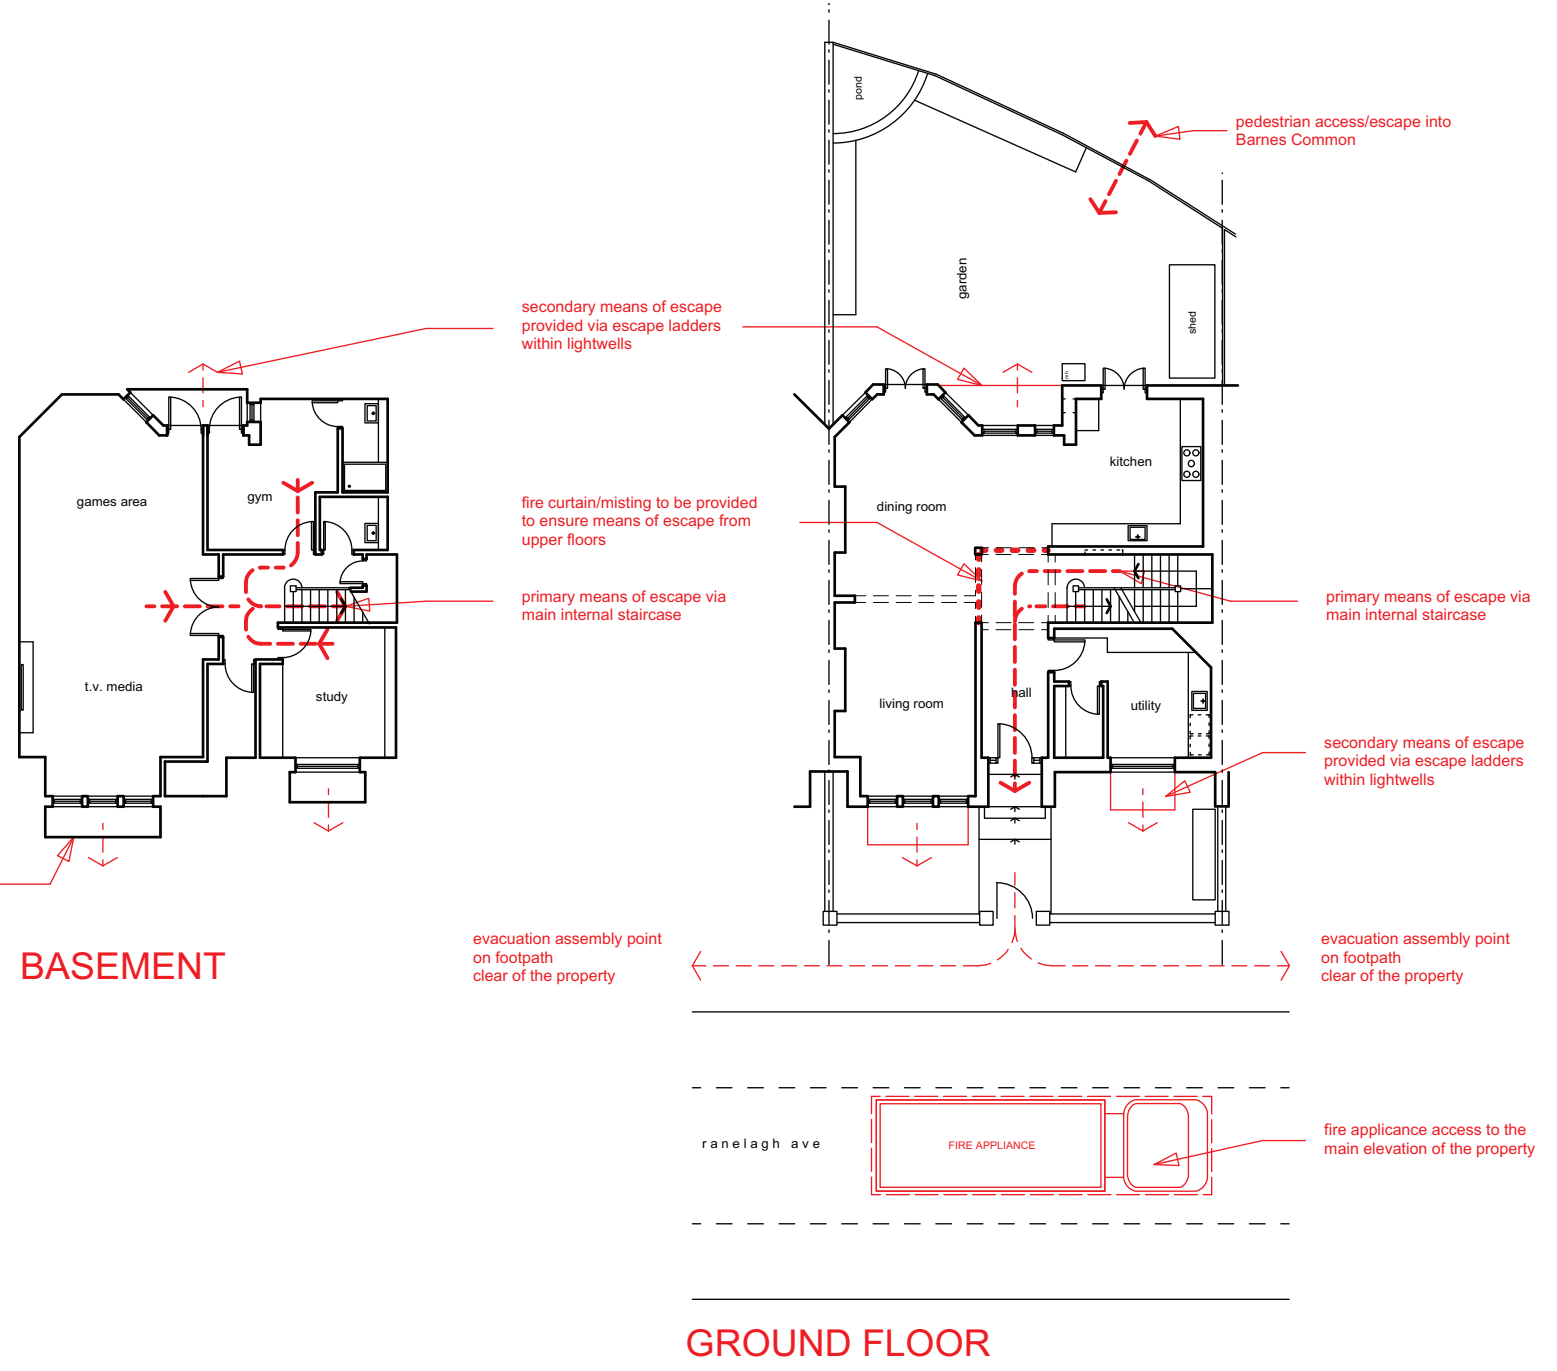 pond
pedestrian access/escape into
Barnes Common
garden
shed
secondary means of escape
provided via escape ladders
within lightwells
games area
gym
kitchen
dining room
fire curtain/misting to be provided
to ensure means of escape from
upper floors
primary means of escape via
main internal staircase
primary means of escape via
main internal staircase
t.v. media
study
living room
hall
utility
secondary means of escape
provided via escape ladders
within lightwells
BASEMENT
evacuation assembly point
on footpath
clear of the property
evacuation assembly point
on footpath
clear of the property
ranelagh ave
FIRE APPLIANCE
fire applicance access to the
main elevation of the property
GROUND FLOOR